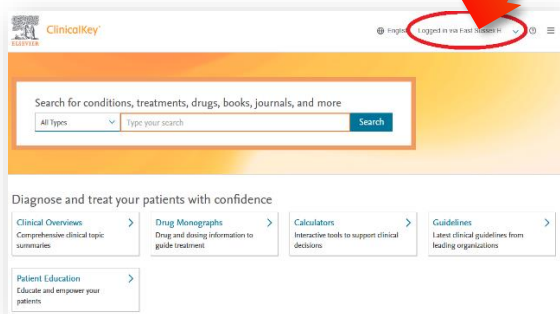 ELSEVIER
ClinicalKey®
English
Logged in via East Sussex H
Search for conditions, treatments, drugs, books, journals, and more
All Types
Type your search
Search
Diagnose and treat your patients with confidence
Clinical Overviews
Comprehensive clinical topic
summaries
Drug Monographs
Drug and dosing information to
guide treatment
Calculators
Interactive tools to support clinical
decisions
Guidelines
Latest clinical guidelines from
leading organizations
Patient Education
Educate and empower your
patients